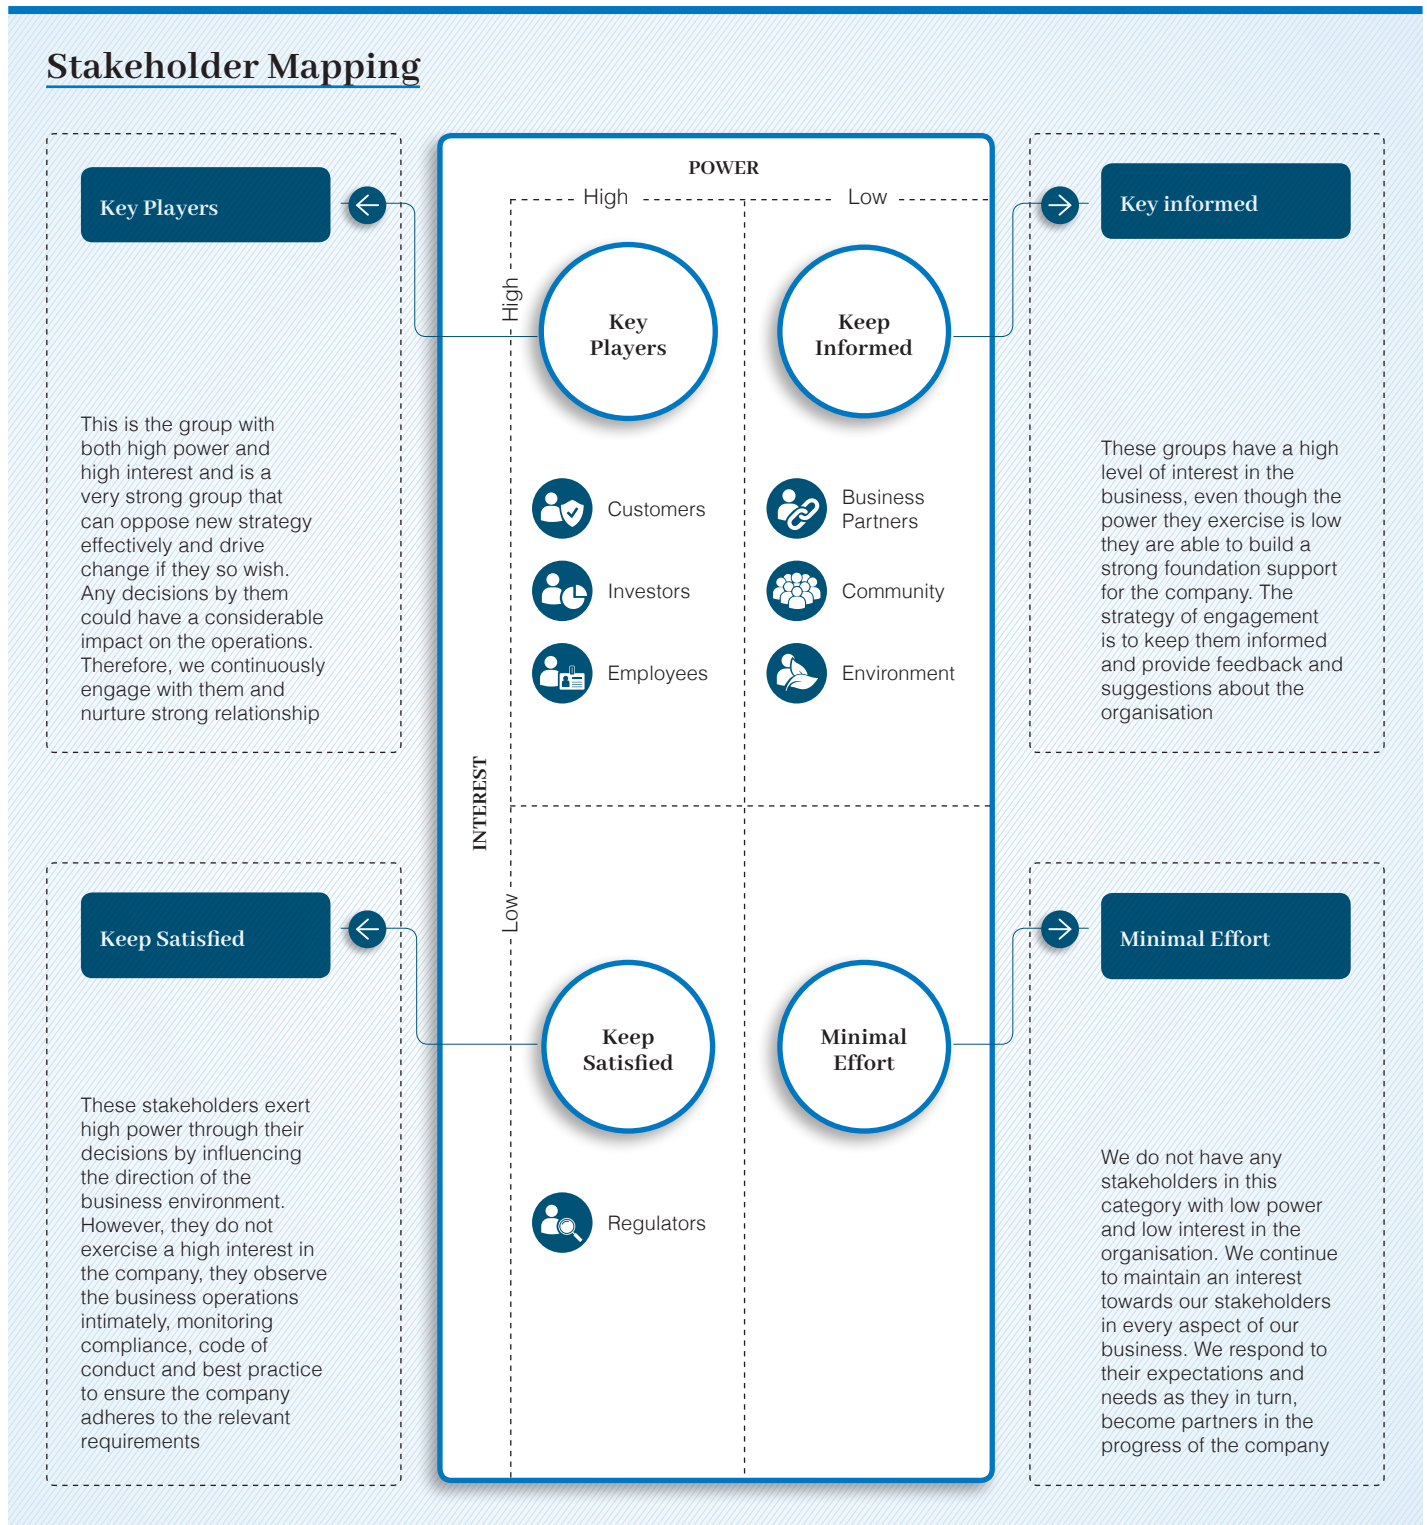 Stakeholder Mapping
Key Players
This is the group with
both high power and
high interest and is a
very strong group that
can oppose new strategy
effectively and drive
change if they so wish.
Any decisions by them
could have a considerable
impact on the operations.
Therefore, we continuously
engage with them and
nurture strong relationship
POWER
High
Low
INTEREST
High
Low
Key
Players
Customers
Investors
Employees
Keep
Informed
Business
Partners
Community
Environment
Keep
Satisfied
Regulators
Minimal
Effort
Key informed
These groups have a high
level of interest in the
business, even though the
power they exercise is low
they are able to build a
strong foundation support
for the company. The
strategy of engagement
is to keep them informed
and provide feedback and
suggestions about the
organisation
Keep Satisfied
These stakeholders exert
high power through their
decisions by influencing
the direction of the
business environment.
However, they do not
exercise a high interest in
the company, they observe
the business operations
intimately, monitoring
compliance, code of
conduct and best practice
to ensure the company
adheres to the relevant
requirements
Minimal Effort
We do not have any
stakeholders in this
category with low power
and low interest in the
organisation. We continue
to maintain an interest
towards our stakeholders
in every aspect of our
business. We respond to
their expectations and
needs as they in turn,
become partners in the
progress of the company